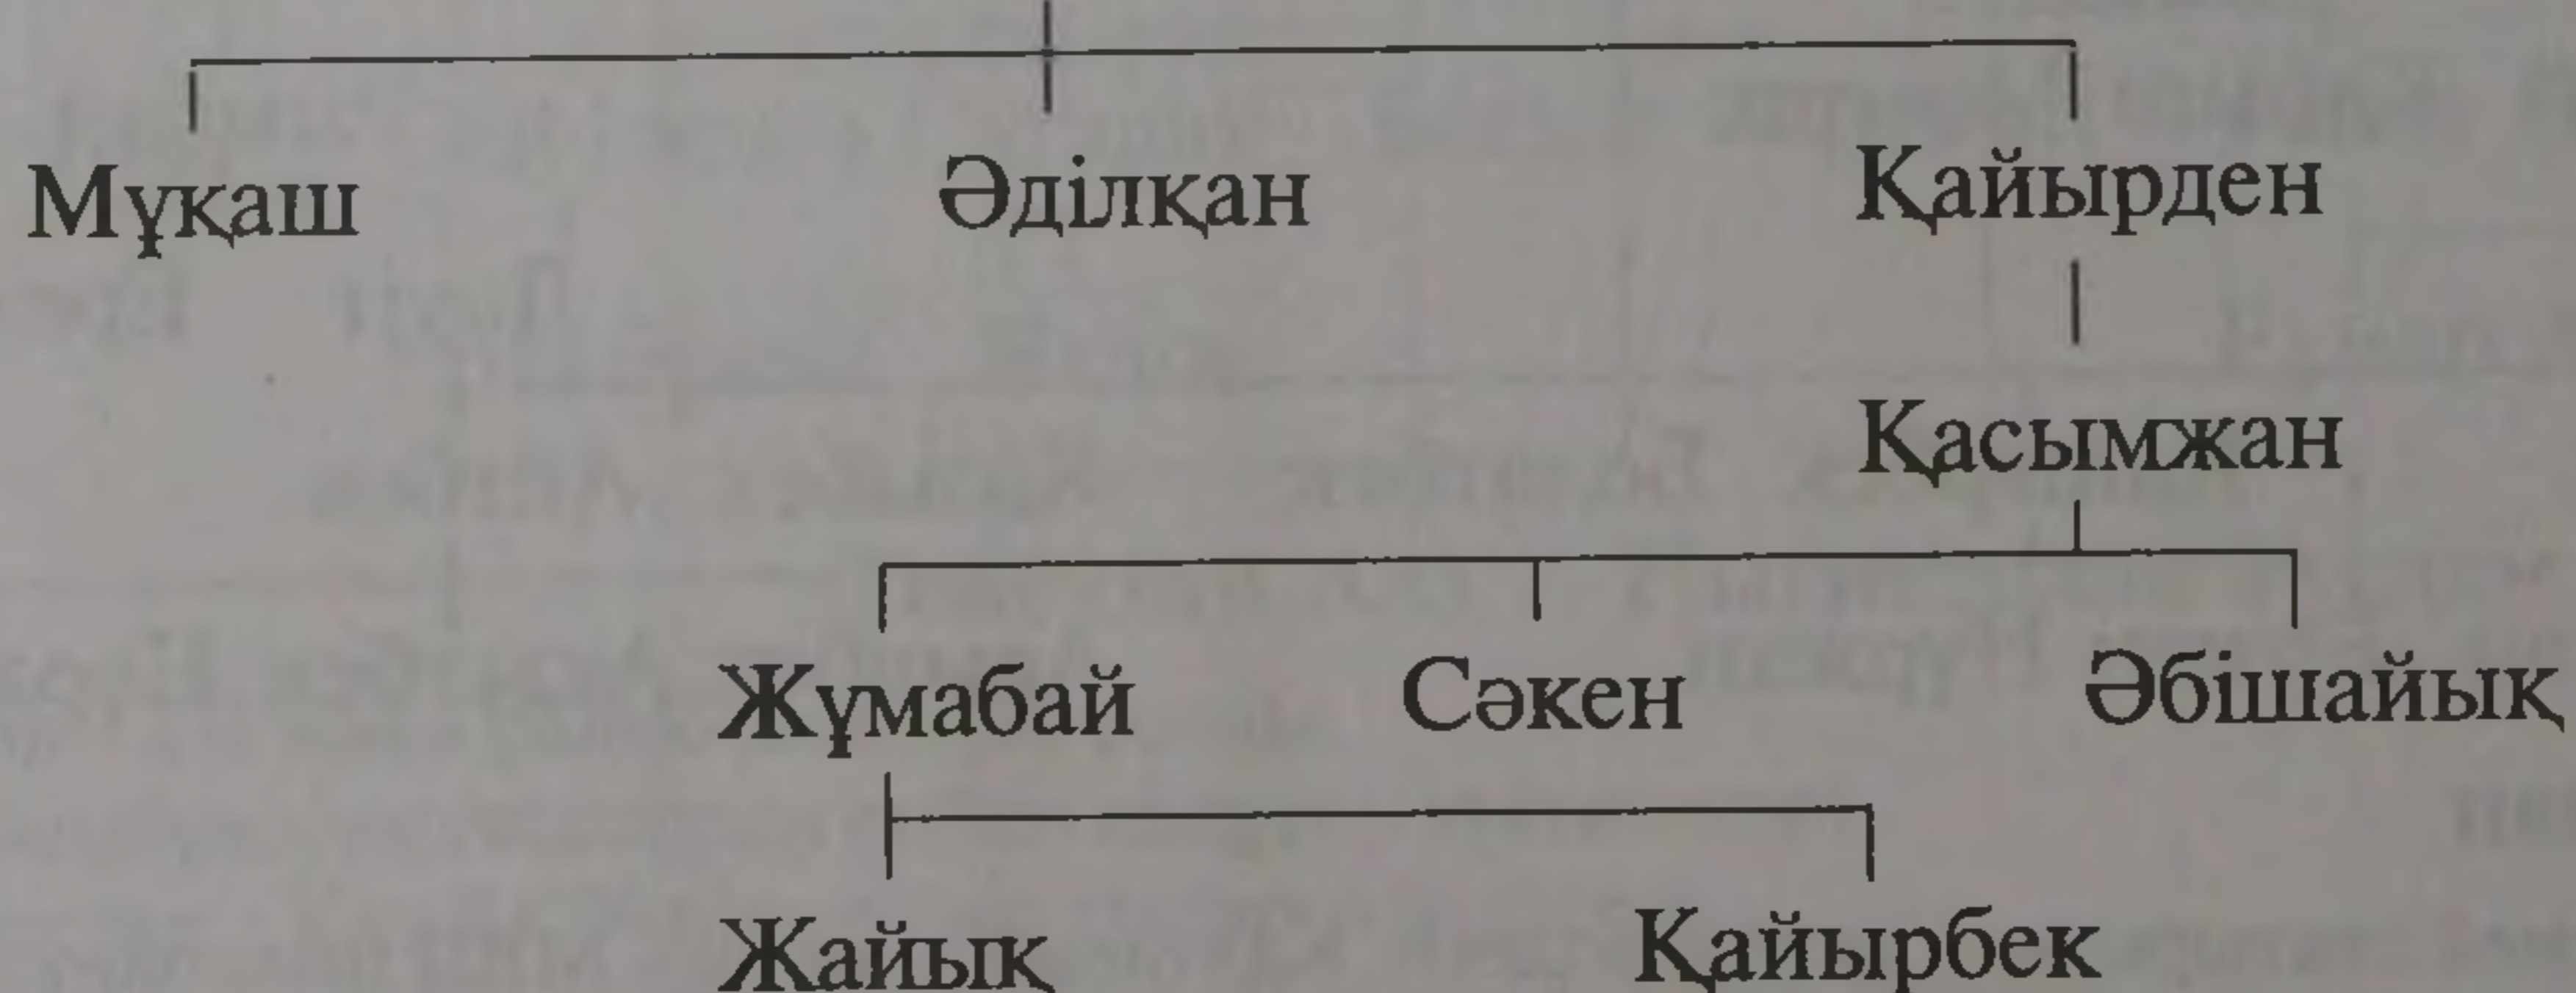 Мұқаш Әділқан Қайырден
Қасымжан
Жұмабай Сәкен Әбішайық
Жайық Қайырбек